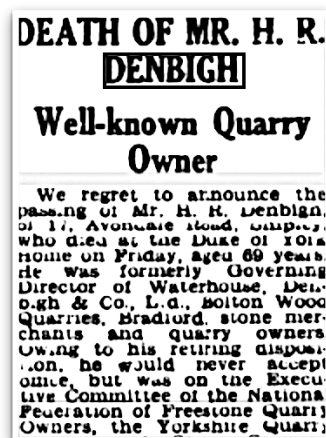 DEATH OF MR. H. R.
DENBIGH
Well-known Quarry
Owner
We regret to announce the
passing of Mr. H. R. Denbigh,
of 17, Avondale Road, Shipley,
who died at the Duke of York
Home on Friday, aged 69 years.
He was formerly Governing
Director of Waterhouse, Den-
bigh & Co., Ltd., Bolton Wood
Quarries, Bradford, stone mer-
chants and quarry owners
Owing to his retiring disposi-
tion, he would never accept
office, but was on the Execu-
tive Committee of the National
Federation of Freestone Quarry
Owners, the Yorkshire Quarry